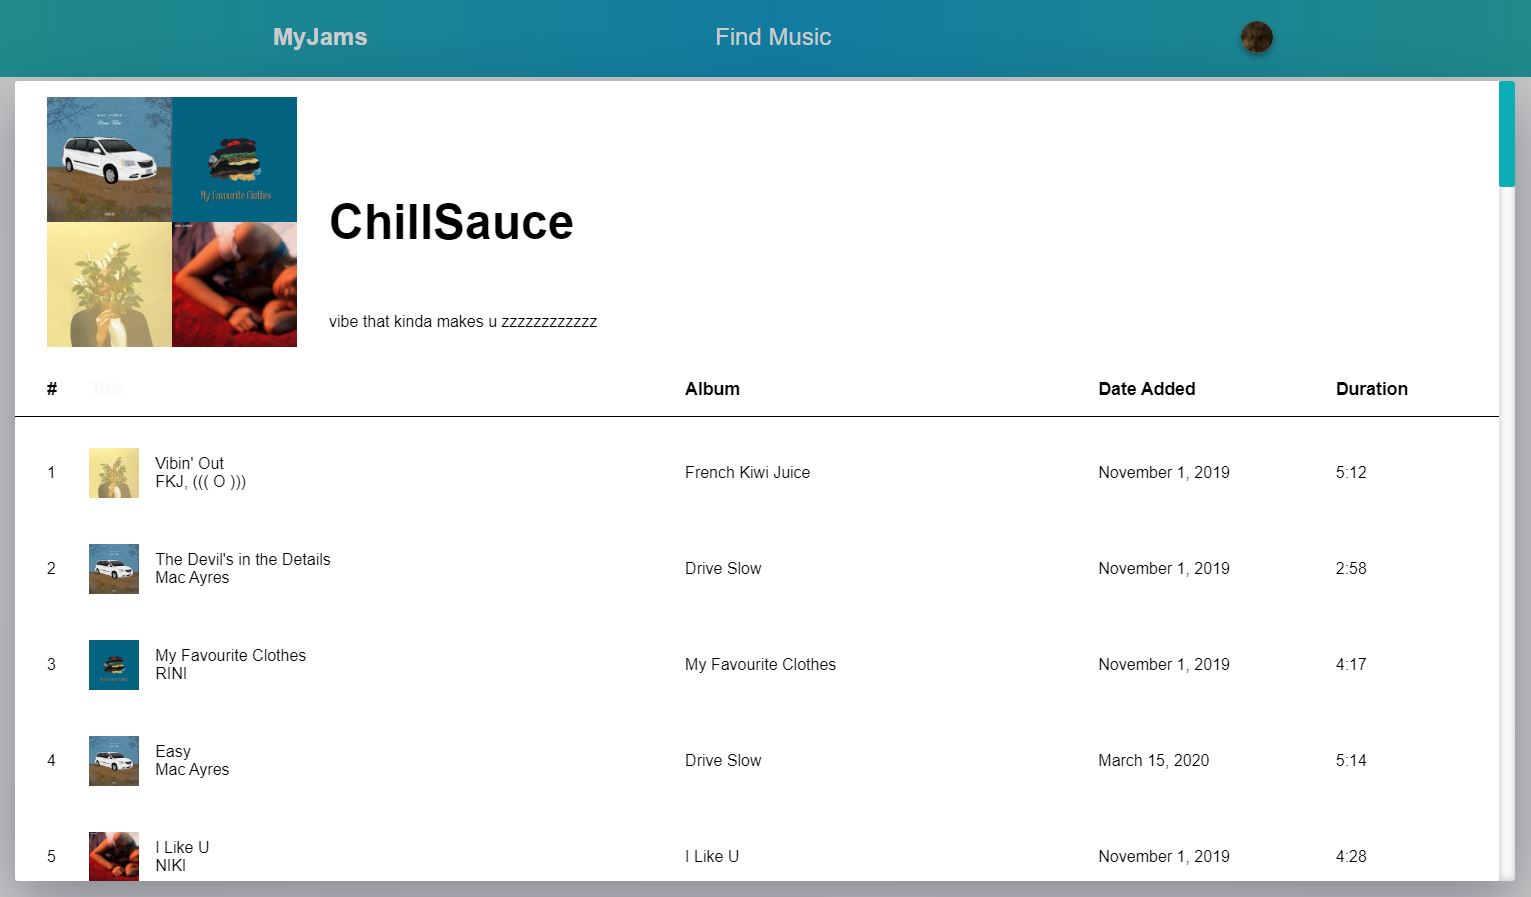 MyJams Find Music
My Favourite Clothes
ChillSauce
vibe that kinda makes u zzzzzzzzzzzz
# Title Album Date Added Duration
1 Vibin' Out
FKJ, ((( O ))) French Kiwi Juice November 1, 2019 5:12
2 The Devil's in the Details
Mac Ayres Drive Slow November 1, 2019 2:58
3 My Favourite Clothes
RINI My Favourite Clothes November 1, 2019 4:17
4 Easy
Mac Ayres Drive Slow March 15, 2020 5:14
5 I Like U
NIKI I Like U November 1, 2019 4:28